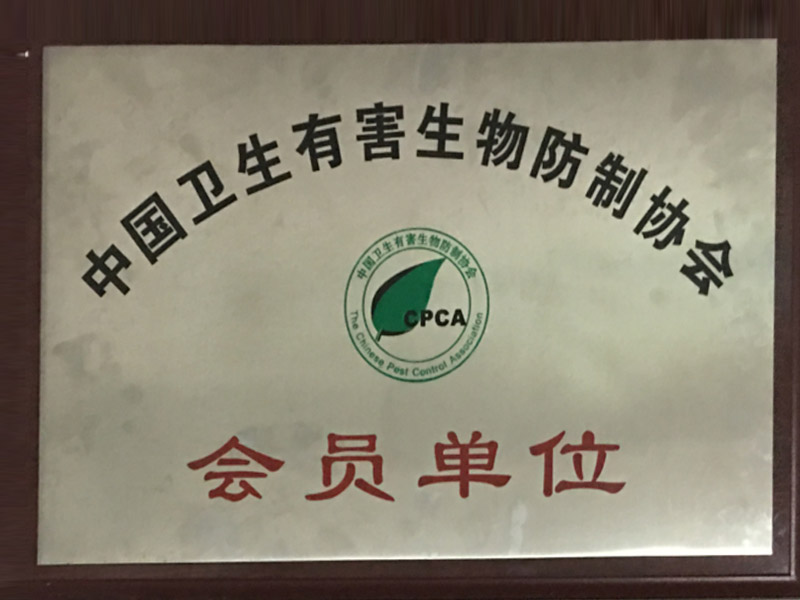 中国卫生有害生物防制协会
中国卫生有害生物防制协会
CPCA
The Chinese Pest Control Association
会员单位